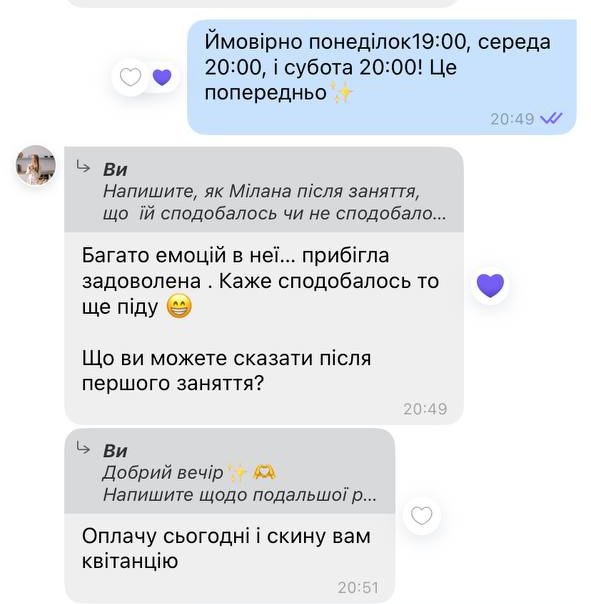 Ймовірно понеділок19:00, середа
20:00, і субота 20:00! Це
попередньо✨
20:49
Ви
Напишите, як Мілана після заняття,
що їй сподобалось чи не сподобало...
Багато емоцій в неї... прибігла
задоволена . Каже сподобалось то
ще піду 😁
Що ви можете сказати після
першого заняття?
20:49
Ви
Добрий вечір✨🫶
Напишите щодо подальшої р...
Оплачу сьогодні і скину вам
квітанцію
20:51